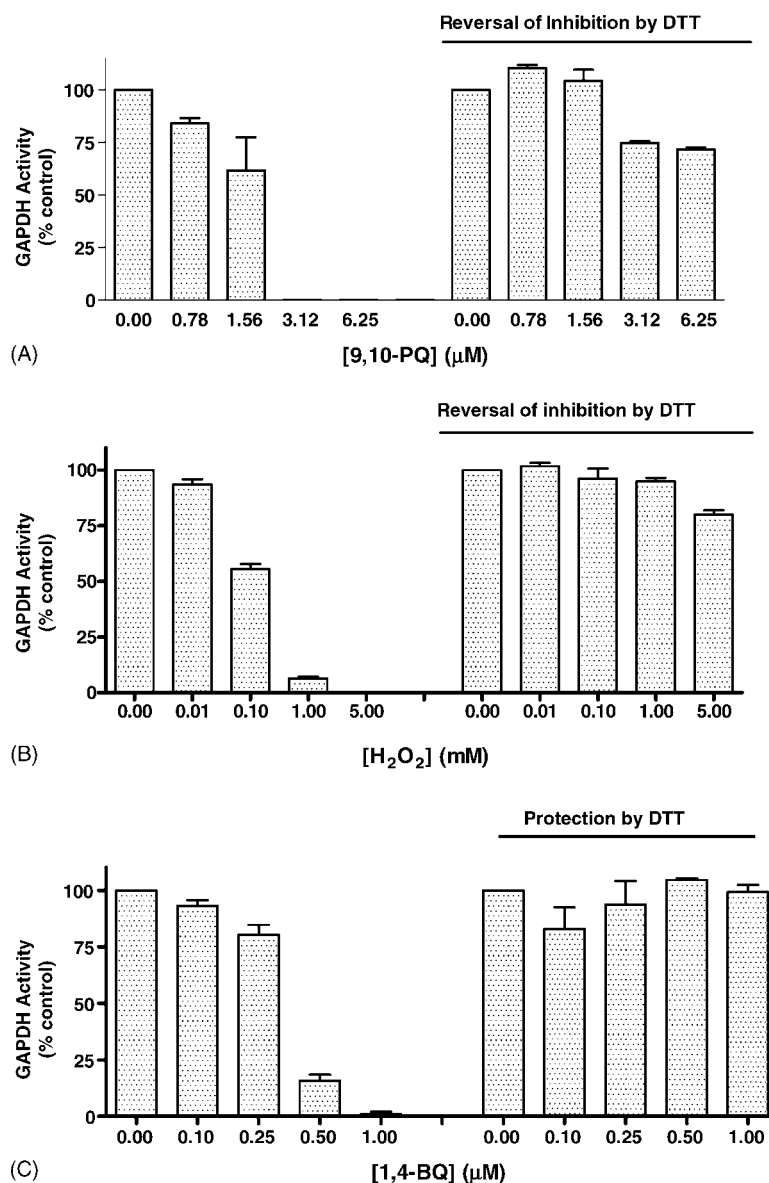 Reversal of Inhibition by DTT
GAPDH Activity
(% control)
100
75
50
25
0
0.00 0.78 1.56 3.12 6.25 0.00 0.78 1.56 3.12 6.25
(A)
[9,10-PQ] (μM)
Reversal of inhibition by DTT
GAPDH Activity
(% control)
100
75
50
25
0
0.00 0.01 0.10 1.00 5.00 0.00 0.01 0.10 1.00 5.00
(B)
[H₂O₂] (mM)
Protection by DTT
GAPDH Activity
(% control)
100
75
50
25
0
0.00 0.10 0.25 0.50 1.00 0.00 0.10 0.25 0.50 1.00
(C)
[1,4-BQ] (μM)